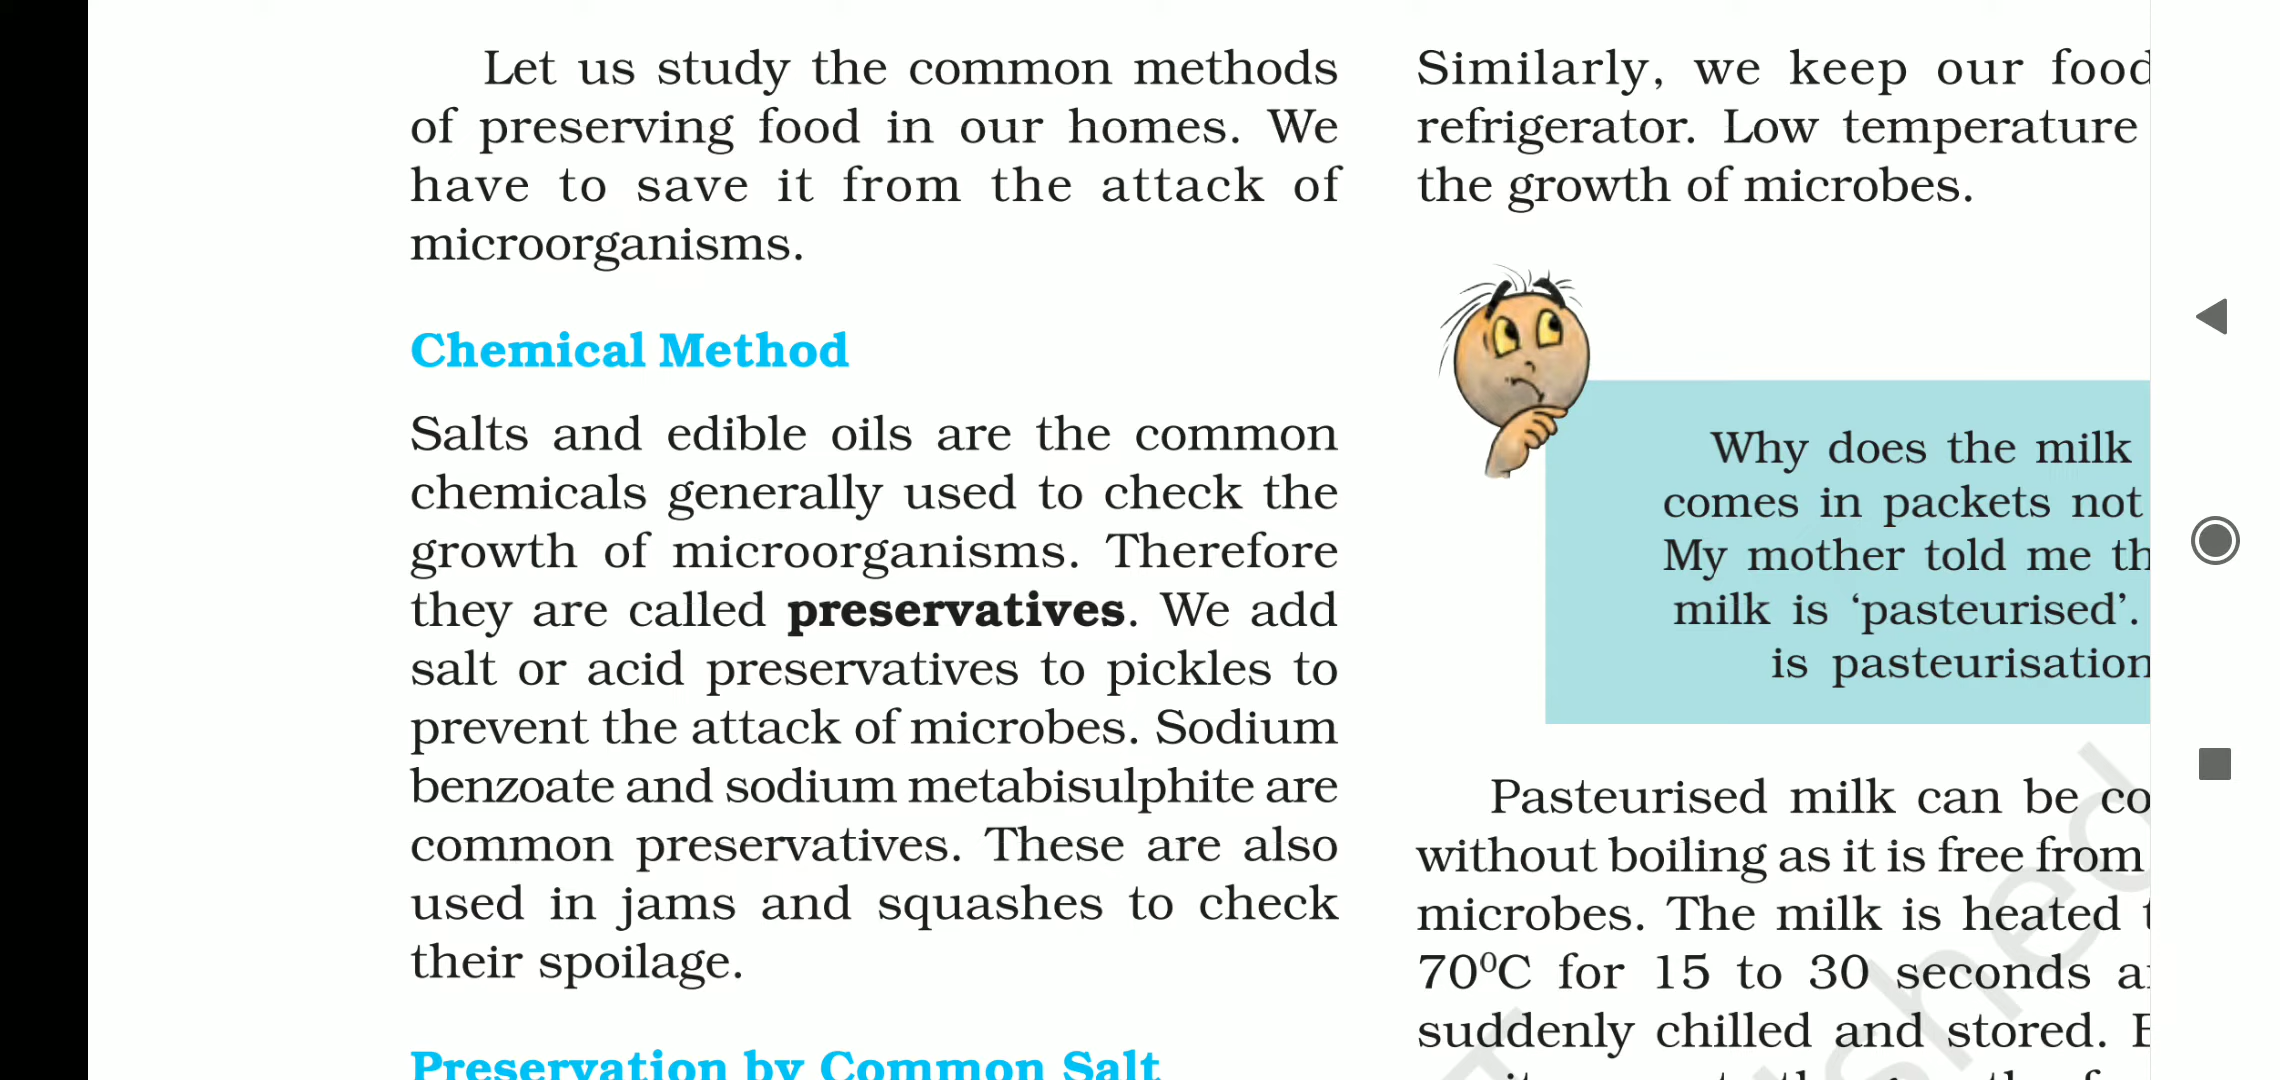 Let us study the common methods
of preserving food in our homes. We
have to save it from the attack of
microorganisms.
Chemical Method
Salts and edible oils are the common
chemicals generally used to check the
growth of microorganisms. Therefore
they are called preservatives. We add
salt or acid preservatives to pickles to
prevent the attack of microbes. Sodium
benzoate and sodium metabisulphite are
common preservatives. These are also
used in jams and squashes to check
their spoilage.
Preservation by Common Salt
Similarly, we keep our food
refrigerator. Low temperature
the growth of microbes.
Why does the milk
comes in packets not
My mother told me
milk is ‘pasteurised’.
is pasteurisation
Pasteurised milk can be
without boiling as it is free from
microbes. The milk is heated
70⁰C for 15 to 30 seconds
suddenly chilled and stored.